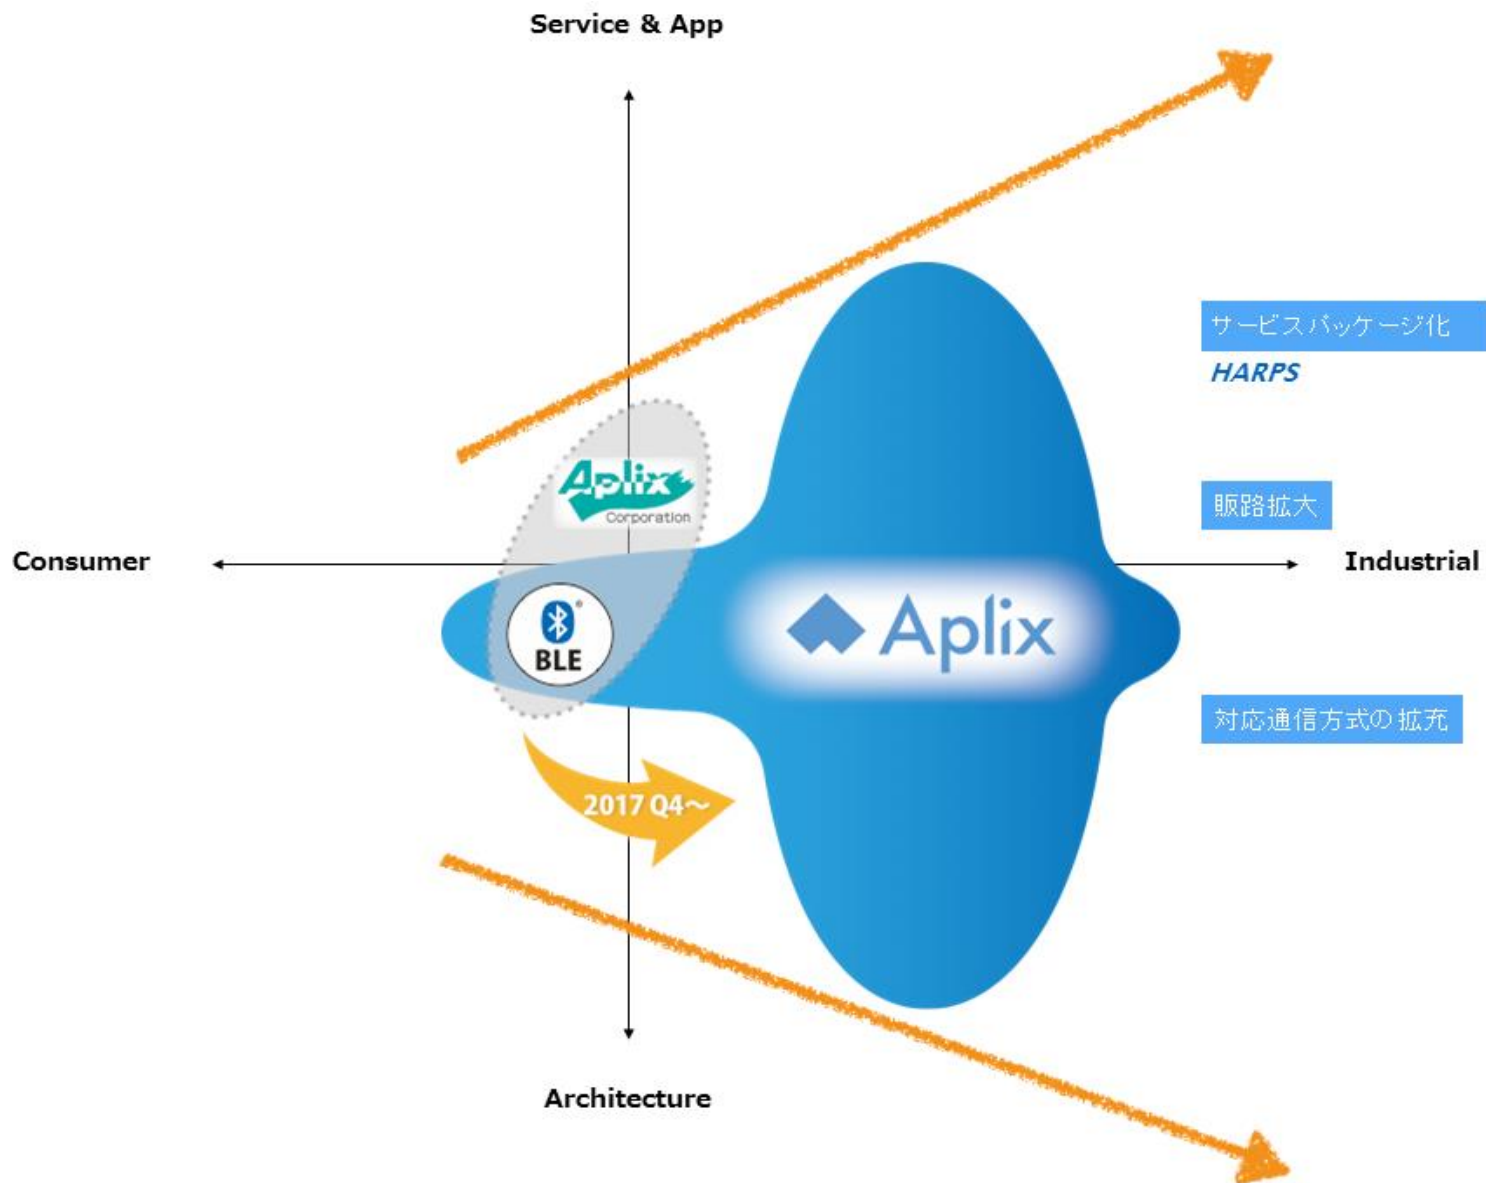 Service & App
サービスパッケージ化
HARPS
Aplix
Corporation
販路拡大
Consumer
Industrial
BLE
Aplix
対応通信方式の拡充
2017 Q4～
Architecture